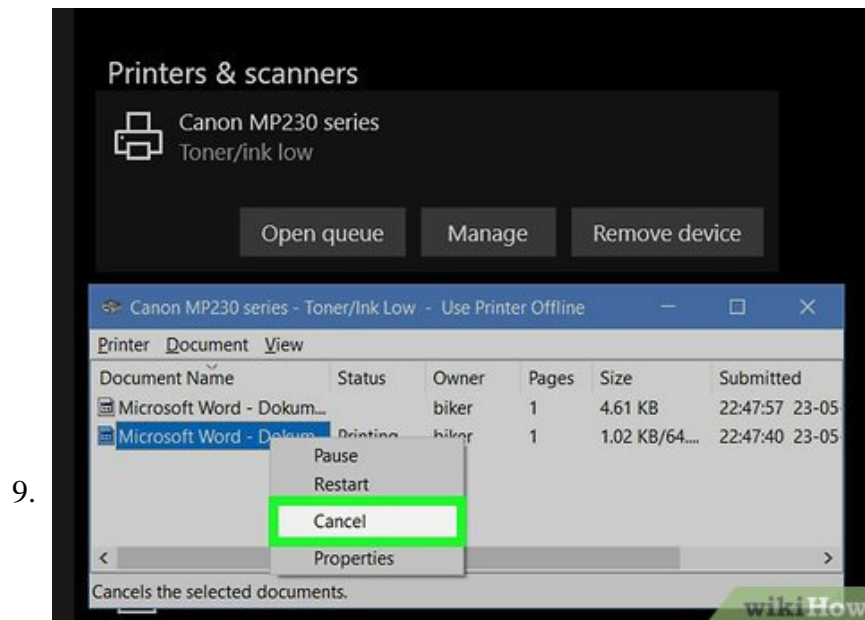 Printers & scanners
Canon MP230 series
Toner/ink low
Open queue Manage Remove device
Canon MP230 series - Toner/Ink Low - Use Printer Offline
Printer Document View
Document Name Status Owner Pages Size Submitted
Microsoft Word - Dokum... biker 1 4.61 KB 22:47:57 23-05
Microsoft Word - Dokum... Printing biker 1 1.02 KB/64.... 22:47:40 23-05
Pause
Restart
9.
Cancel
Properties
Cancels the selected documents.
wikiHow